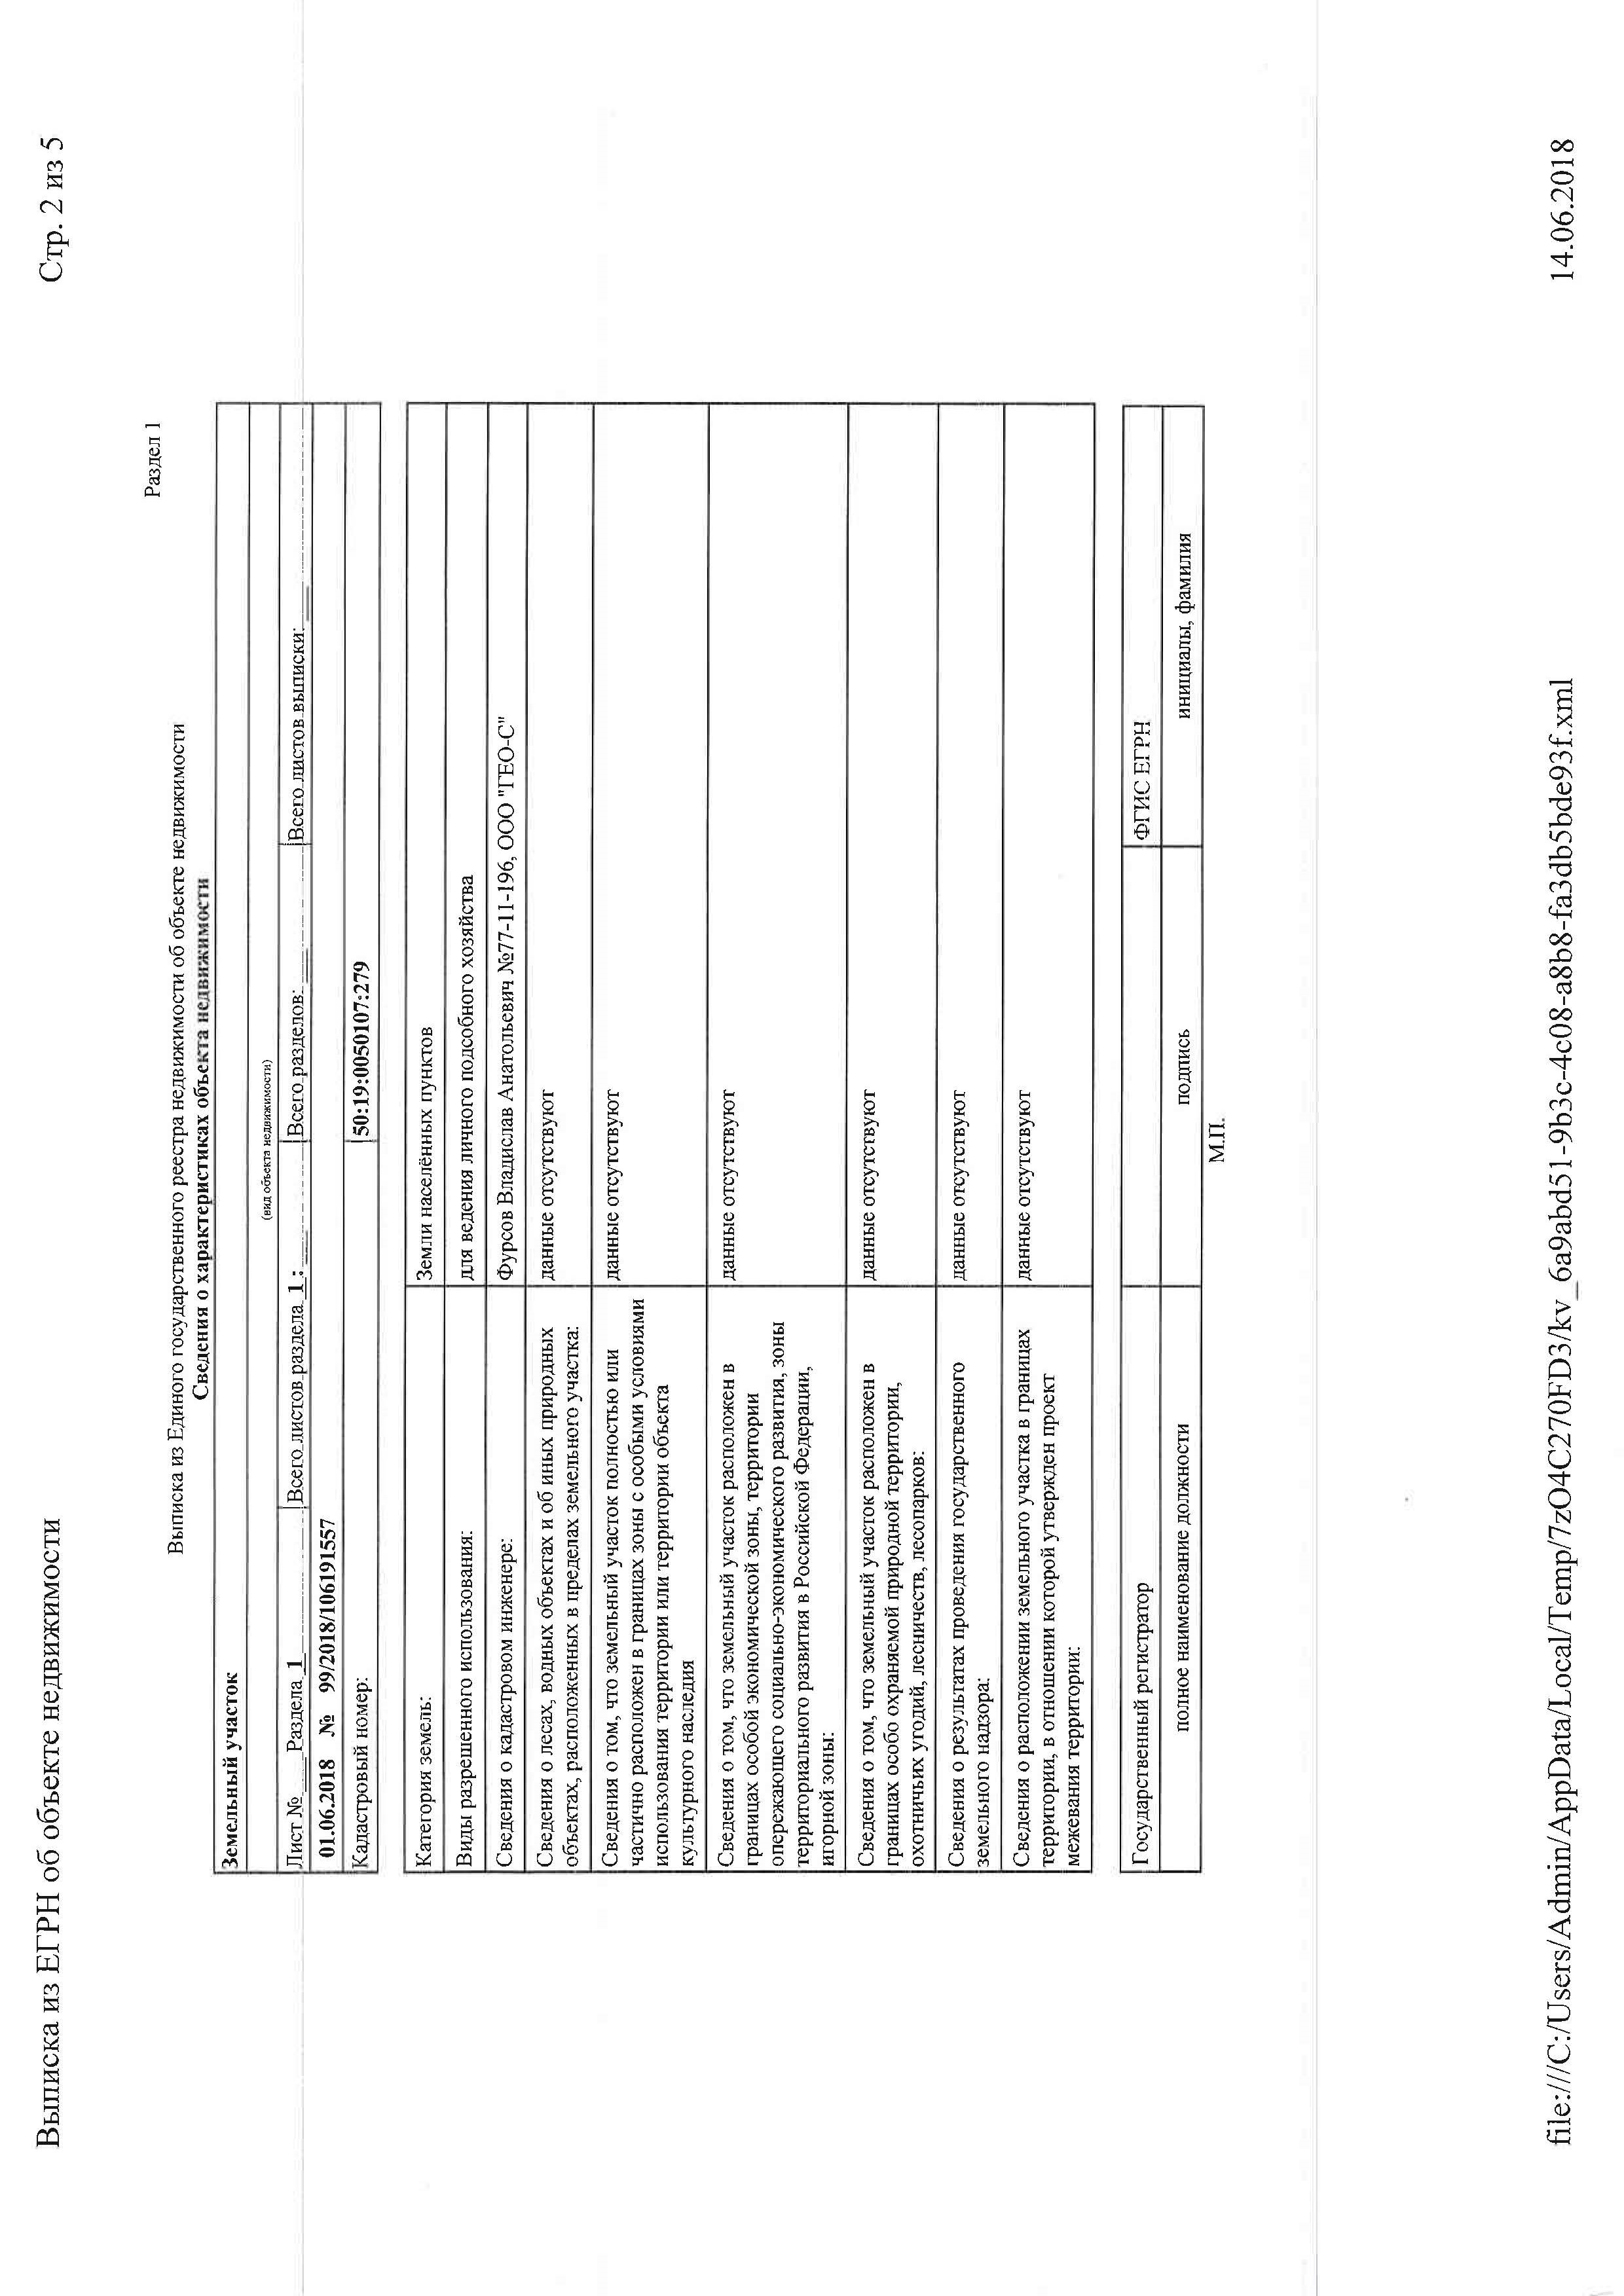 Выписка из ЕГРН об объекте недвижимости
Стр. 2 из 5
Раздел 1
Выписка из Единого государственного реестра недвижимости об объекте недвижимости
Сведения о характеристиках объекта недвижимости
Земельный участок
(вид объекта недвижимости)
Лист № ___ Раздела 1 Всего листов раздела 1 : ___ Всего разделов: ___ Всего листов выписки: ___
01.06.2018 № 99/2018/106191557
Кадастровый номер: 50:19:0050107:279
Категория земель: Земли населённых пунктов
Виды разрешенного использования: для ведения личного подсобного хозяйства
Сведения о кадастровом инженере: Фурсов Владислав Анатольевич №77-11-196, ООО "ГЕО-С"
Сведения о лесах, водных объектах и об иных природных
объектах, расположенных в пределах земельного участка:
данные отсутствуют
Сведения о том, что земельный участок полностью или
частично расположен в границах зоны с особыми условиями
использования территории или территории объекта
культурного наследия
данные отсутствуют
Сведения о том, что земельный участок расположен в
границах особой экономической зоны, территории
опережающего социально-экономического развития, зоны
территориального развития в Российской Федерации,
игорной зоны:
данные отсутствуют
Сведения о том, что земельный участок расположен в
границах особо охраняемой природной территории,
охотничьих угодий, лесничеств, лесопарков:
данные отсутствуют
Сведения о результатах проведения государственного
земельного надзора:
данные отсутствуют
Сведения о расположении земельного участка в границах
территории, в отношении которой утвержден проект
межевания территории:
данные отсутствуют
Государственный регистратор ФГИС ЕГРН
полное наименование должности подпись инициалы, фамилия
М.П.
file:///C:/Users/Admin/AppData/Local/Temp/7zO4C270FD3/kv_6a9abd51-9b3c-4c08-a8b8-fa3db5bde93f.xml
14.06.2018